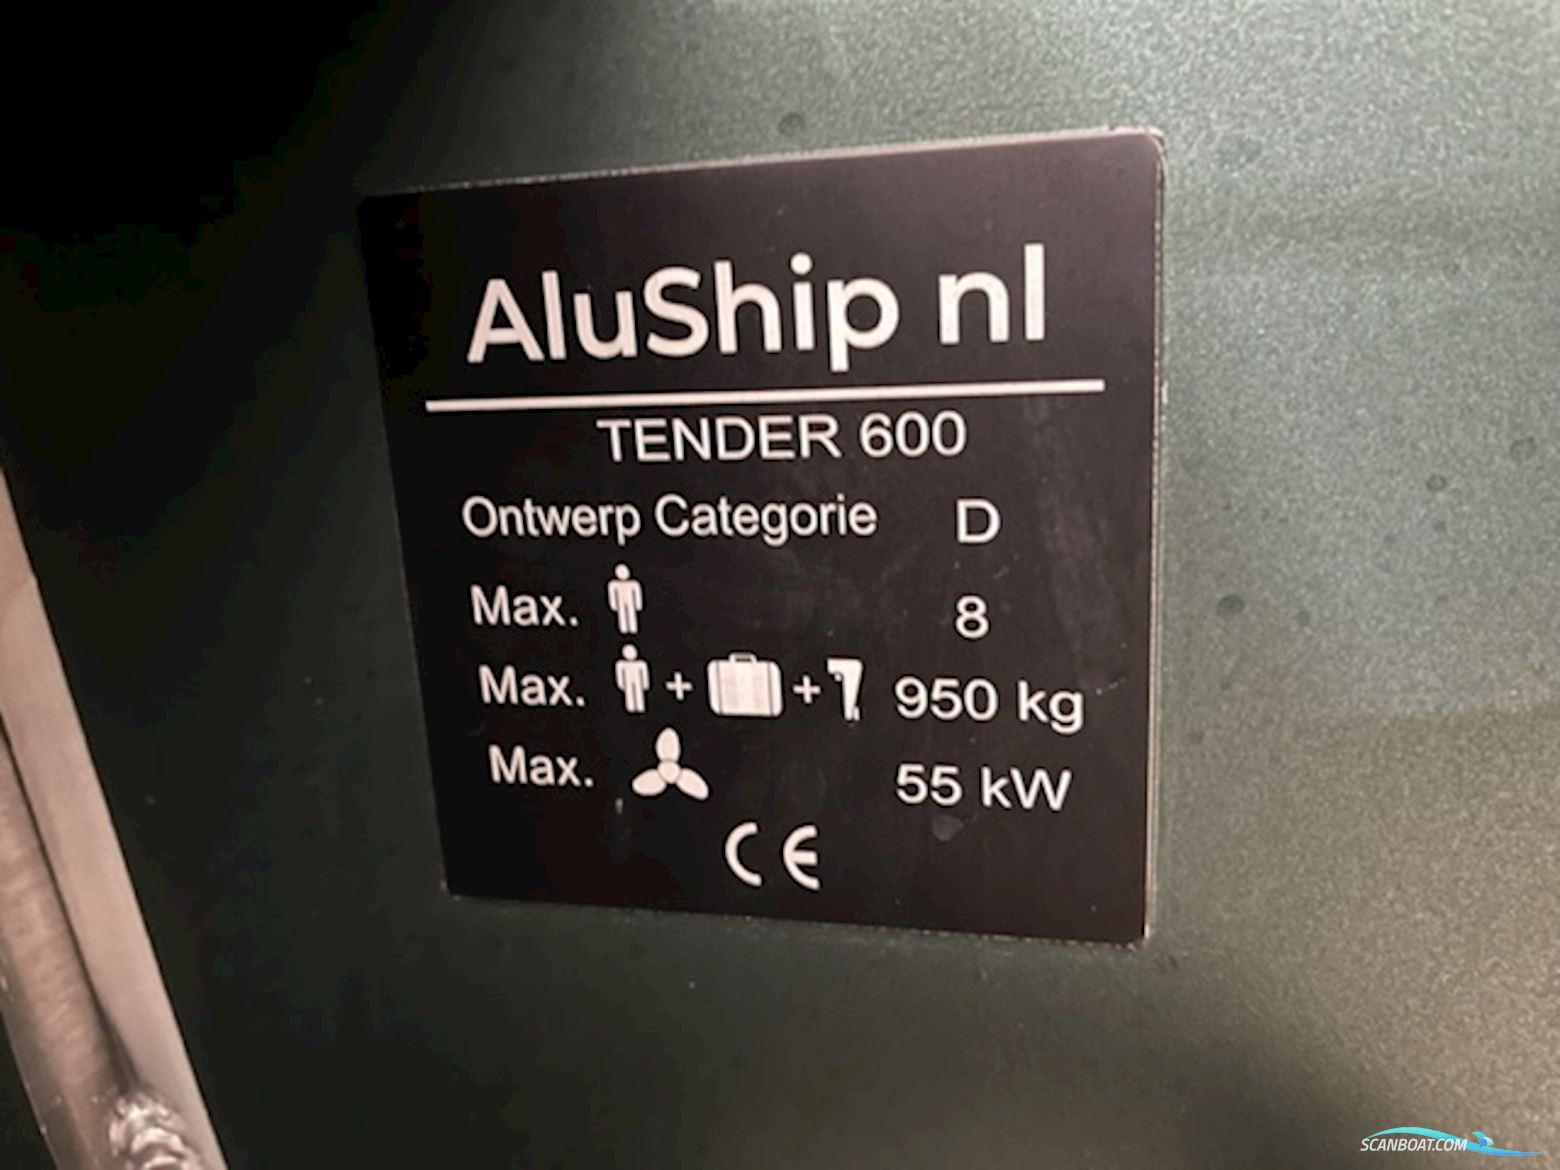 AluShip nl
TENDER 600
Ontwerp Categorie D
Max. 8
Max. + + 950 kg
Max. 55 kW
CE
SCANBOAT.COM